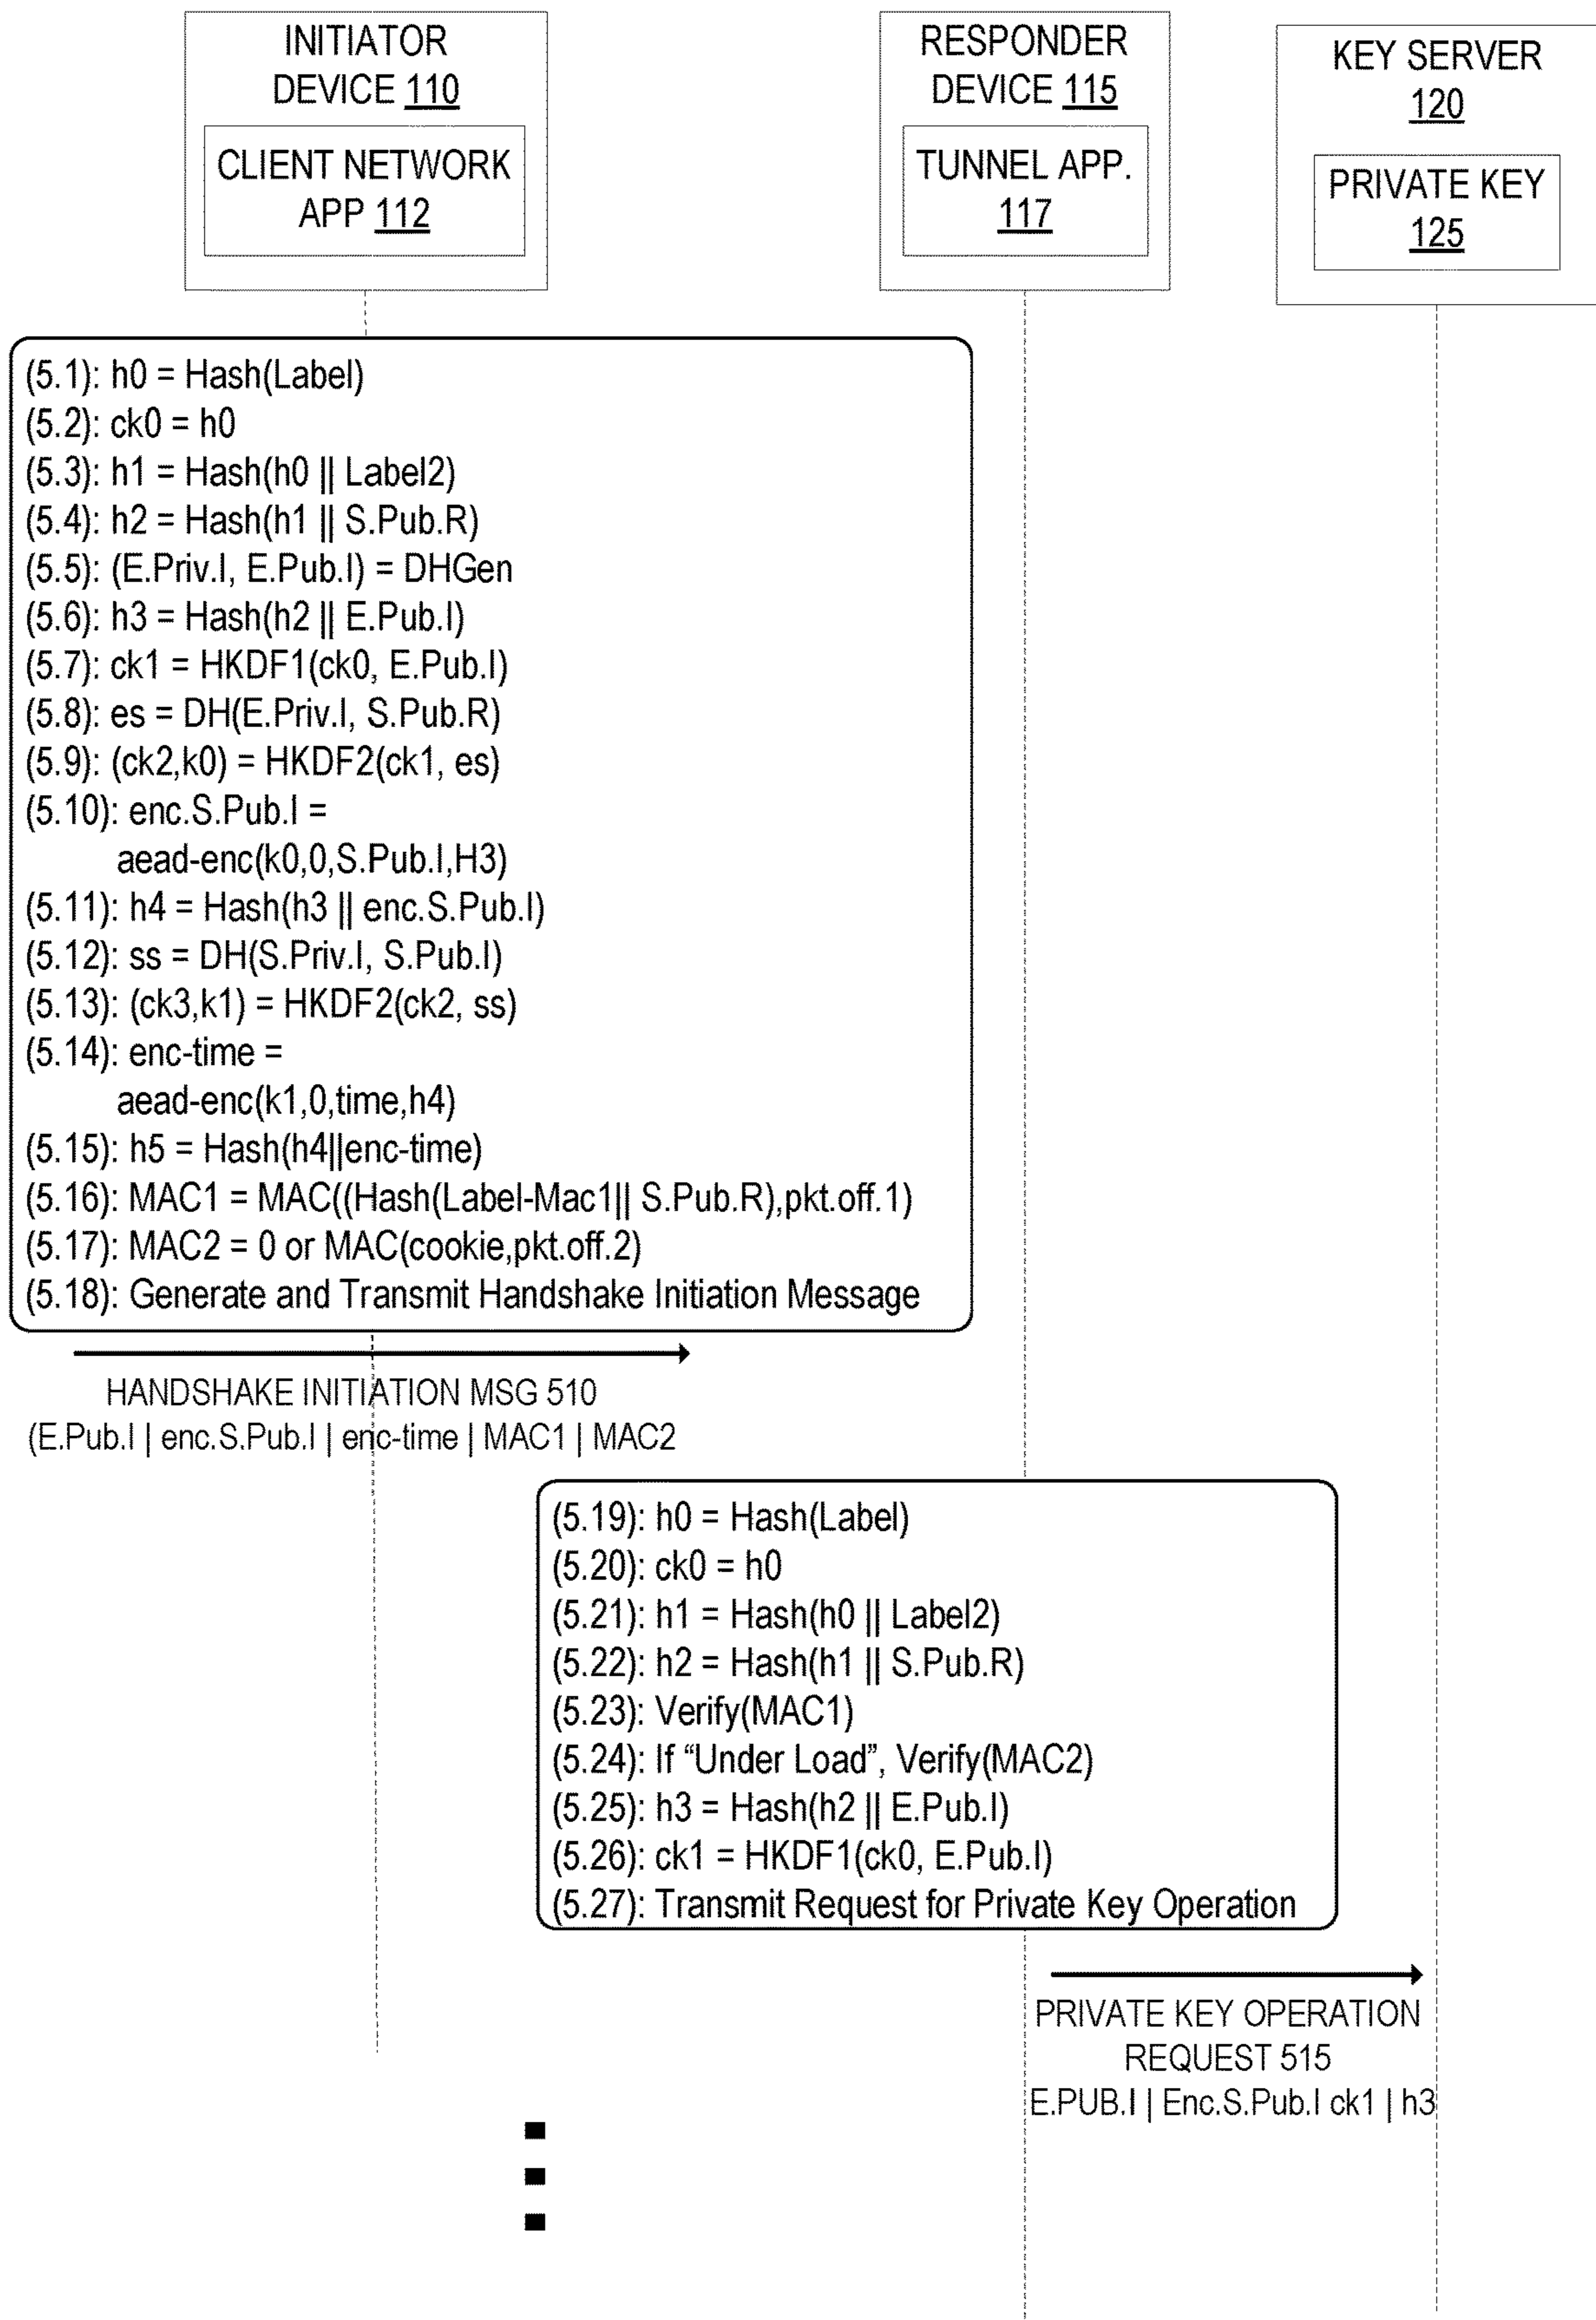 INITIATOR
DEVICE 110
CLIENT NETWORK
APP 112
RESPONDER
DEVICE 115
TUNNEL APP.
117
KEY SERVER
120
PRIVATE KEY
125
(5.1): h0 = Hash(Label)
(5.2): ck0 = h0
(5.3): h1 = Hash(h0 || Label2)
(5.4): h2 = Hash(h1 || S.Pub.R)
(5.5): (E.Priv.I, E.Pub.I) = DHGen
(5.6): h3 = Hash(h2 || E.Pub.I)
(5.7): ck1 = HKDF1(ck0, E.Pub.I)
(5.8): es = DH(E.Priv.I, S.Pub.R)
(5.9): (ck2,k0) = HKDF2(ck1, es)
(5.10): enc.S.Pub.I =
aead-enc(k0,0,S.Pub.I,H3)
(5.11): h4 = Hash(h3 || enc.S.Pub.I)
(5.12): ss = DH(S.Priv.I, S.Pub.I)
(5.13): (ck3,k1) = HKDF2(ck2, ss)
(5.14): enc-time =
aead-enc(k1,0,time,h4)
(5.15): h5 = Hash(h4||enc-time)
(5.16): MAC1 = MAC((Hash(Label-Mac1|| S.Pub.R),pkt.off.1)
(5.17): MAC2 = 0 or MAC(cookie,pkt.off.2)
(5.18): Generate and Transmit Handshake Initiation Message
HANDSHAKE INITIATION MSG 510
(E.Pub.I | enc.S.Pub.I | enc-time | MAC1 | MAC2
(5.19): h0 = Hash(Label)
(5.20): ck0 = h0
(5.21): h1 = Hash(h0 || Label2)
(5.22): h2 = Hash(h1 || S.Pub.R)
(5.23): Verify(MAC1)
(5.24): If “Under Load”, Verify(MAC2)
(5.25): h3 = Hash(h2 || E.Pub.I)
(5.26): ck1 = HKDF1(ck0, E.Pub.I)
(5.27): Transmit Request for Private Key Operation
PRIVATE KEY OPERATION
REQUEST 515
E.PUB.I | Enc.S.Pub.I ck1 | h3